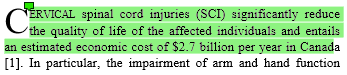 CERVICAL spinal cord injuries (SCI) significantly reduce
the quality of life of the affected individuals and entails
an estimated economic cost of $2.7 billion per year in Canada
[1]. In particular, the impairment of arm and hand function